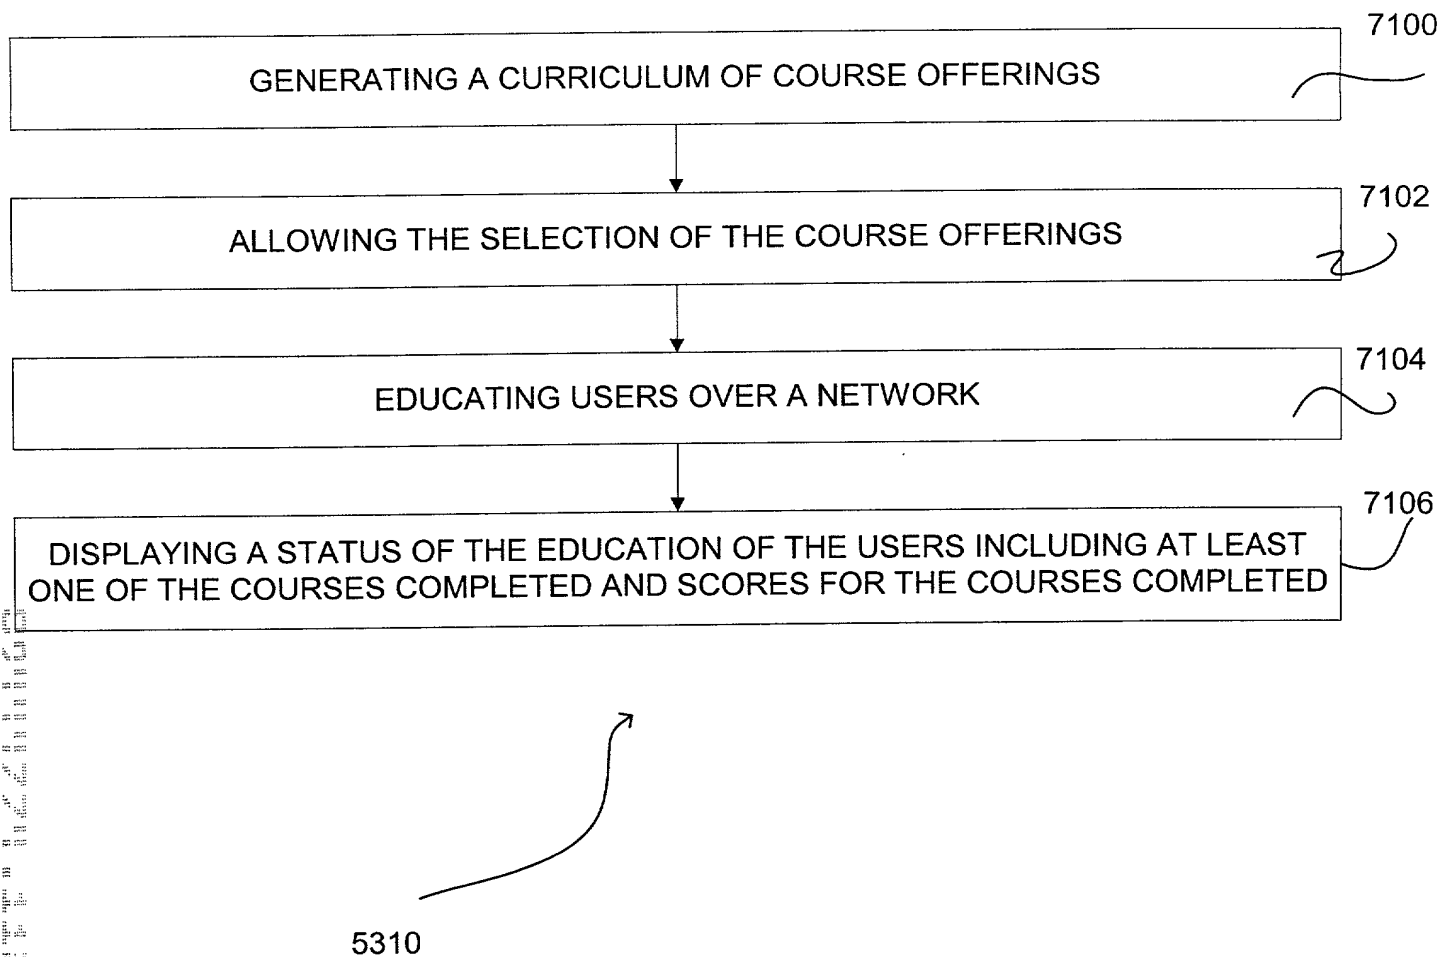 7100
GENERATING A CURRICULUM OF COURSE OFFERINGS
7102
ALLOWING THE SELECTION OF THE COURSE OFFERINGS
7104
EDUCATING USERS OVER A NETWORK
7106
DISPLAYING A STATUS OF THE EDUCATION OF THE USERS INCLUDING AT LEAST
ONE OF THE COURSES COMPLETED AND SCORES FOR THE COURSES COMPLETED
5310